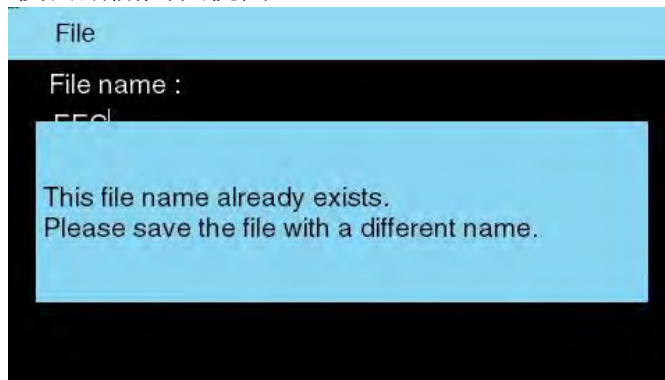 File
File name :
This file name already exists.
Please save the file with a different name.